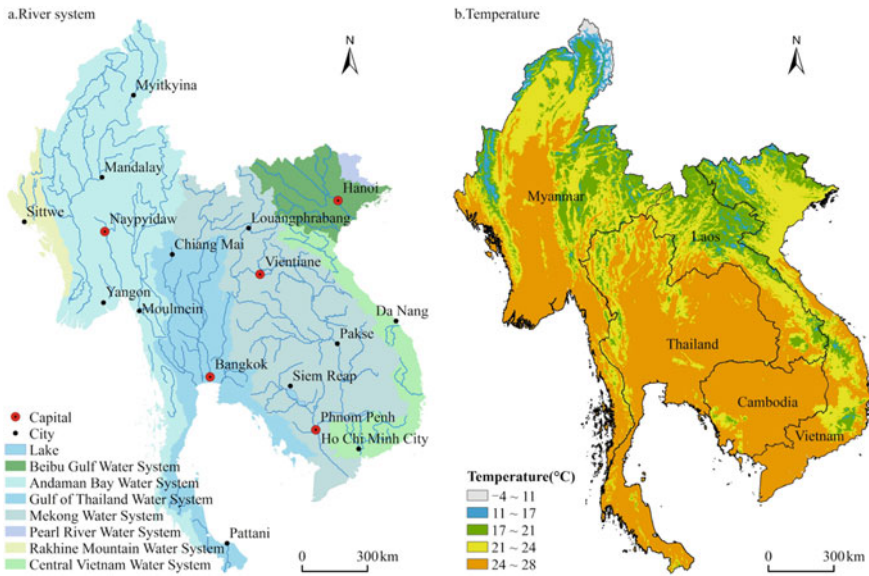 a.River system
N
Myitkyina
Mandalay
Hanoi
Sittwe
Naypyidaw
Louangphrabang
Chiang Mai
Vientiane
Yangon
Moulmein
Da Nang
Pakse
Bangkok
Siem Reap
Phnom Penh
Ho Chi Minh City
Pattani
Capital
City
Lake
Beibu Gulf Water System
Andaman Bay Water System
Gulf of Thailand Water System
Mekong Water System
Pearl River Water System
Rakhine Mountain Water System
Central Vietnam Water System
0 300km
b.Temperature
N
Myanmar
Laos
Thailand
Cambodia
Vietnam
Temperature(°C)
−4 ~ 11
11 ~ 17
17 ~ 21
21 ~ 24
24 ~ 28
0 300km